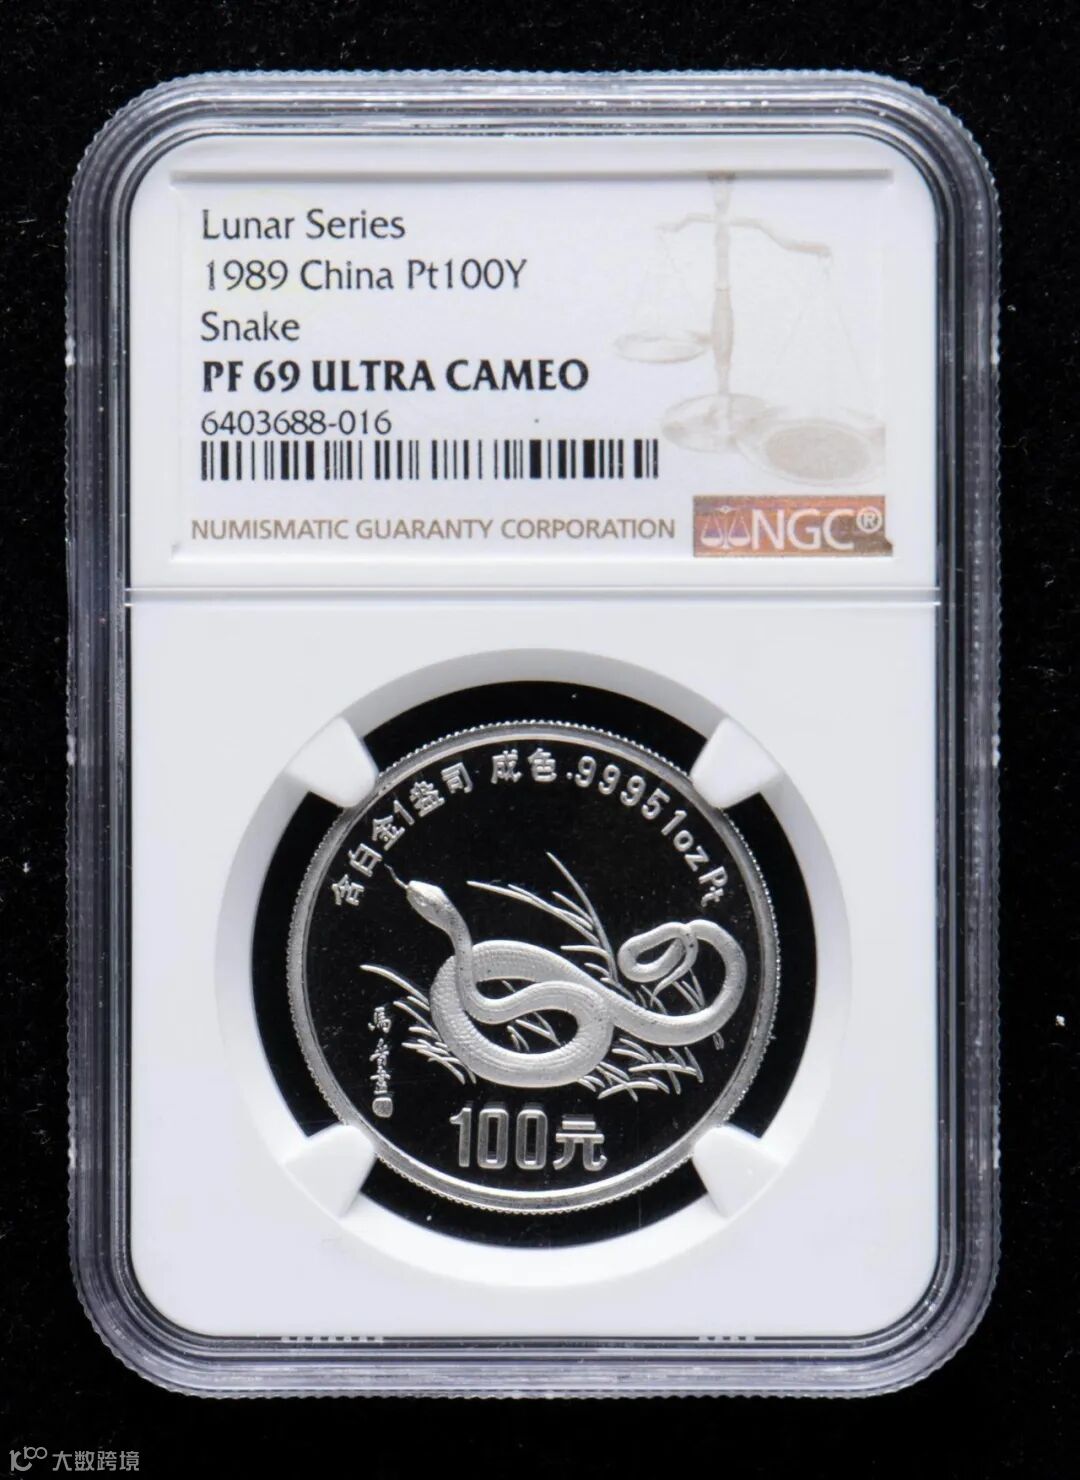 Lunar Series
1989 China Pt100Y
Snake
PF 69 ULTRA CAMEO
6403688-016
NUMISMATIC GUARANTY CORPORATION
NGC®
含白金1盎司 成色.9995 1oz Pt
100元
大数跨境